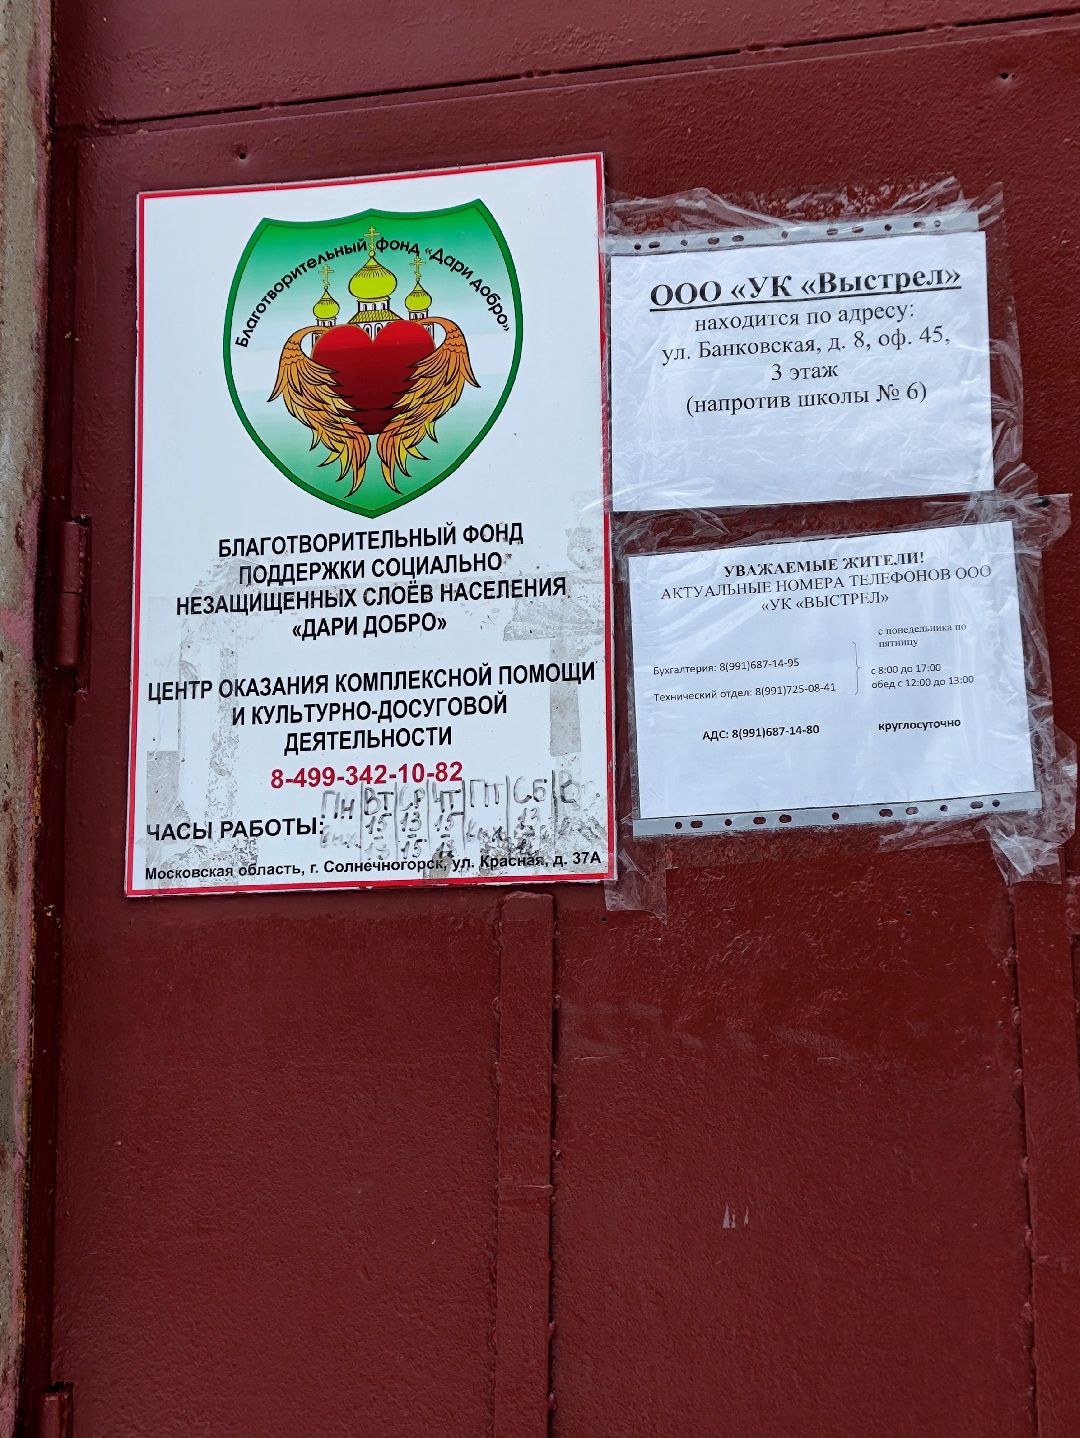 Благотворительный фонд «Дари добро»
БЛАГОТВОРИТЕЛЬНЫЙ ФОНД
ПОДДЕРЖКИ СОЦИАЛЬНО
НЕЗАЩИЩЕННЫХ СЛОЁВ НАСЕЛЕНИЯ
«ДАРИ ДОБРО»
ЦЕНТР ОКАЗАНИЯ КОМПЛЕКСНОЙ ПОМОЩИ
И КУЛЬТУРНО-ДОСУГОВОЙ
ДЕЯТЕЛЬНОСТИ
8-499-342-10-82
Пн ВТ СР ЧТ ПТ Сб
15 13 15 13
ЧАСЫ РАБОТЫ:
Московская область, г. Солнечногорск, ул. Красная, д. 37А
ООО «УК «Выстрел»
находится по адресу:
ул. Банковская, д. 8, оф. 45,
3 этаж
(напротив школы № 6)
УВАЖАЕМЫЕ ЖИТЕЛИ!
АКТУАЛЬНЫЕ НОМЕРА ТЕЛЕФОНОВ ООО
«УК «ВЫСТРЕЛ»
с понедельника по
пятницу
Бухгалтерия: 8(991)687-14-95
с 8:00 до 17:00
Технический отдел: 8(991)725-08-41
обед с 12:00 до 13:00
АДС: 8(991)687-14-80 круглосуточно